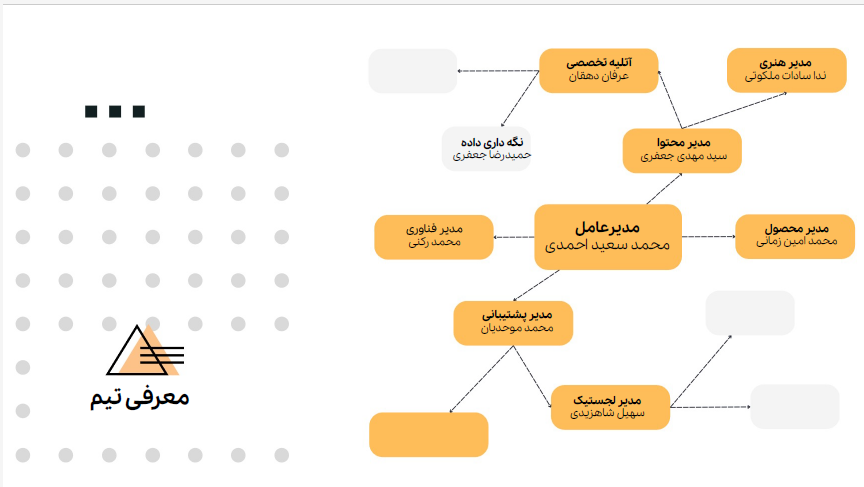 آتلیه تخصصی
عرفان دهقان
مدیر هنری
ندا سادات ملکوتی
نگه داری داده
حمیدرضا جعفری
مدیر محتوا
سید مهدی جعفری
مدیر فناوری
محمد رکنی
مدیرعامل
محمد سعید احمدی
مدیر محصول
محمد امین زمانی
مدیر پشتیبانی
محمد موحدیان
مدیر لجستیک
سهیل شاهزیدی
معرفی تیم